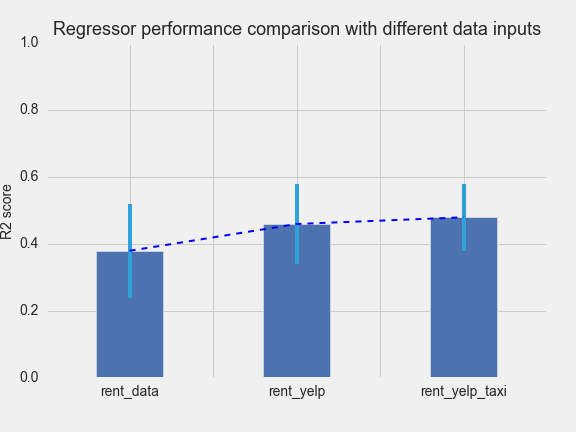 Regressor performance comparison with different data inputs
1.0
0.8
0.6
0.4
0.2
0.0
R2 score
rent_data
rent_yelp
rent_yelp_taxi